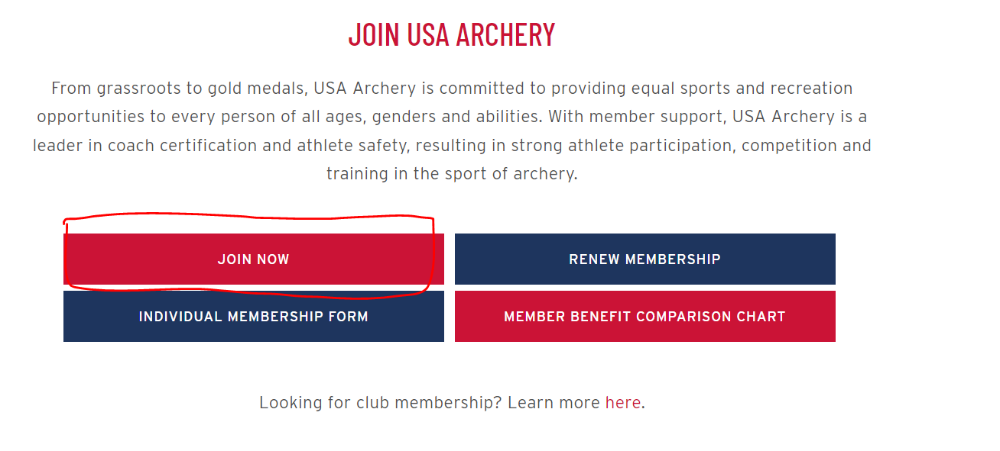 JOIN USA ARCHERY
From grassroots to gold medals, USA Archery is committed to providing equal sports and recreation
opportunities to every person of all ages, genders and abilities. With member support, USA Archery is a
leader in coach certification and athlete safety, resulting in strong athlete participation, competition and
training in the sport of archery.
JOIN NOW
RENEW MEMBERSHIP
INDIVIDUAL MEMBERSHIP FORM
MEMBER BENEFIT COMPARISON CHART
Looking for club membership? Learn more here.